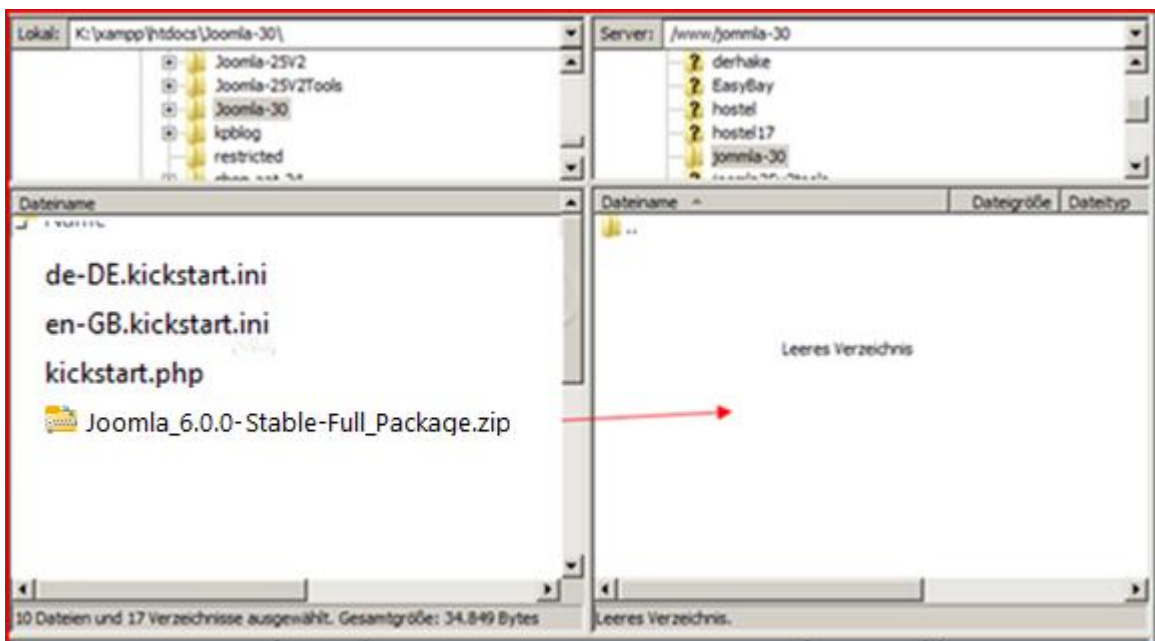 Lokal: K:\xampp\htdocs\Joomla-30\
Joomla-25V2
Joomla-25V2Tools
Joomla-30
kpblog
restricted
Server: /www/jommla-30
derhake
EasyBay
hostel
hostel17
jommla-30
Dateiname
Name
de-DE.kickstart.ini
en-GB.kickstart.ini
kickstart.php
Joomla_6.0.0-Stable-Full_Package.zip
10 Dateien und 17 Verzeichnisse ausgewählt. Gesamtgröße: 34.849 Bytes
Dateiname Dateigröße Dateityp
..
Leeres Verzeichnis
Leeres Verzeichnis.